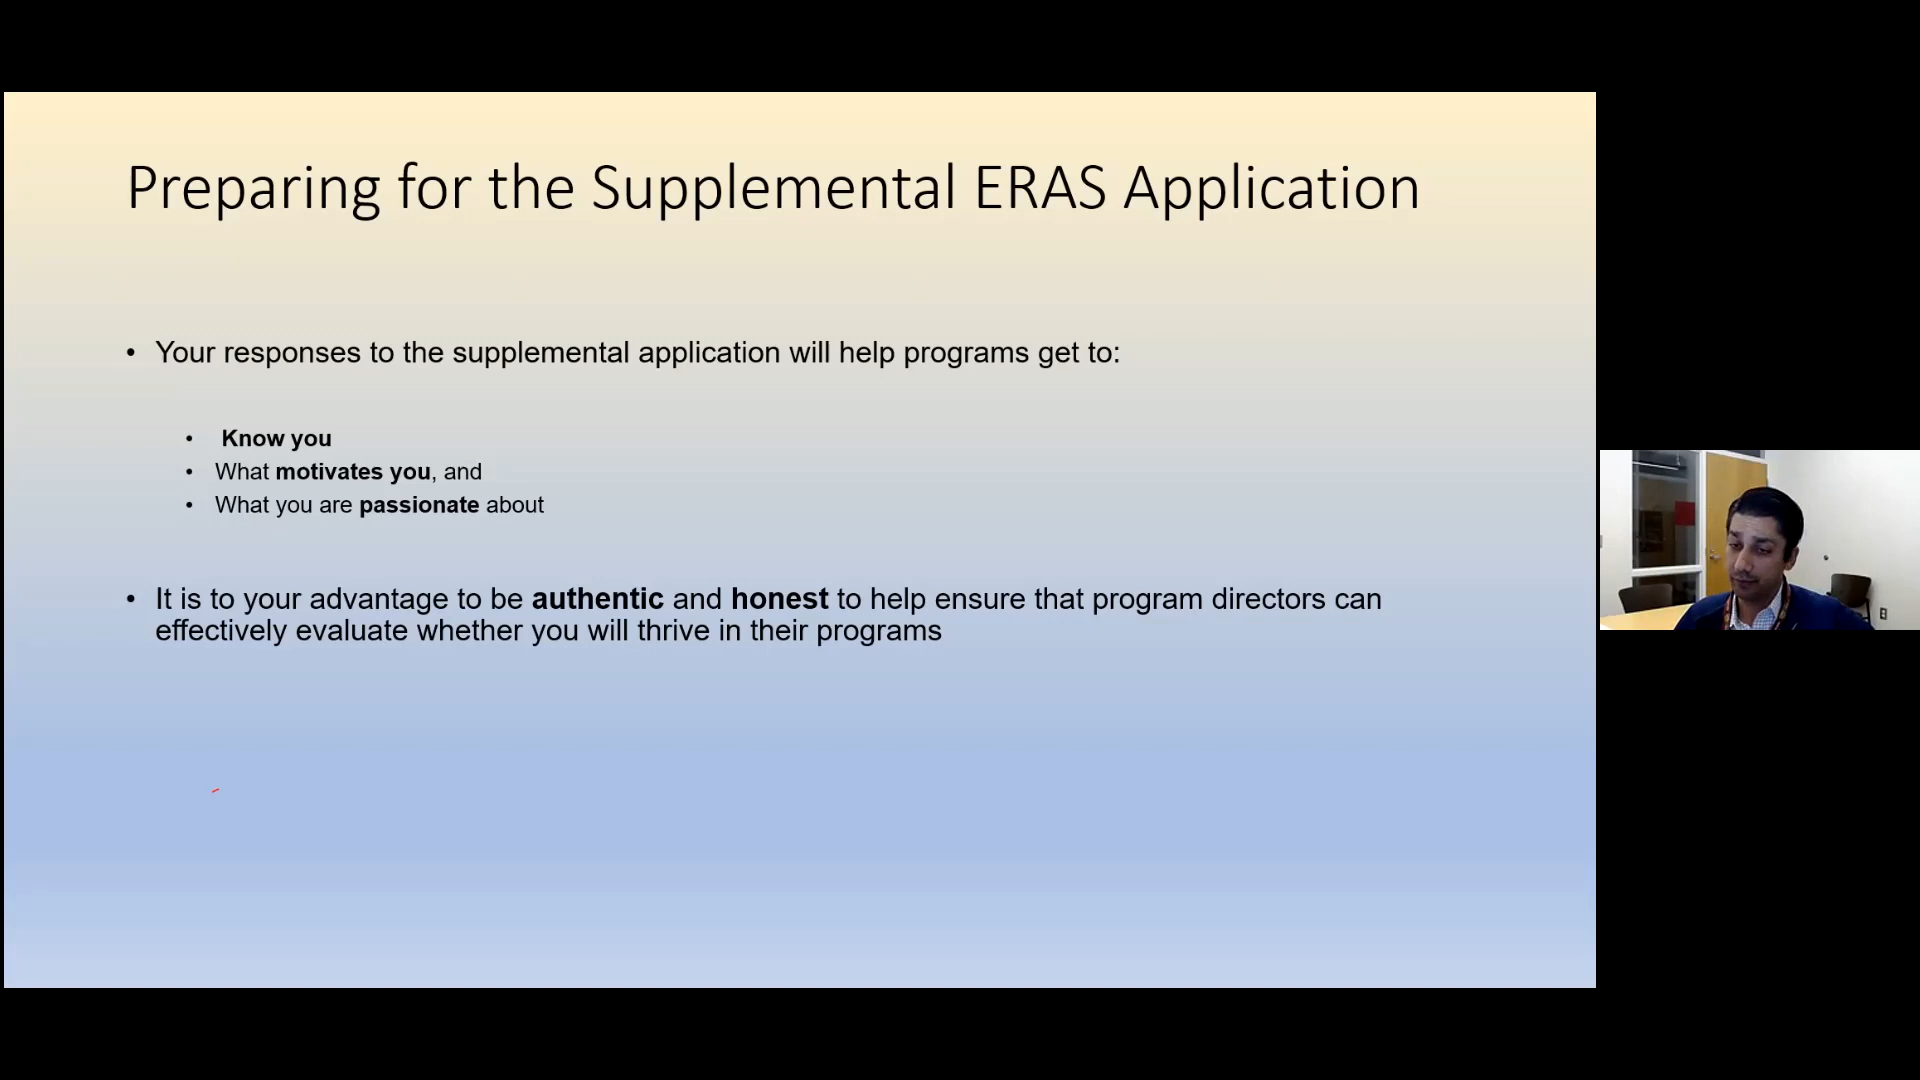 Preparing for the Supplemental ERAS Application
• Your responses to the supplemental application will help programs get to:
• Know you
• What motivates you, and
• What you are passionate about
• It is to your advantage to be authentic and honest to help ensure that program directors can
effectively evaluate whether you will thrive in their programs